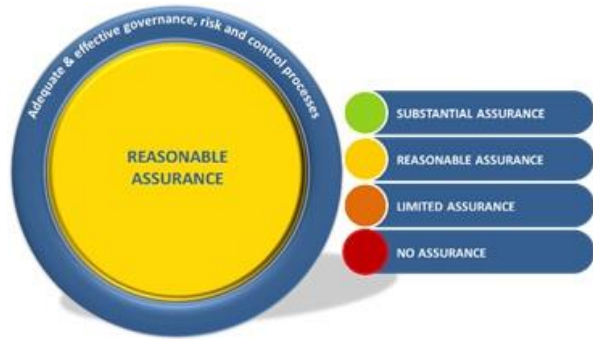 Adequate & effective governance, risk and control processes
REASONABLE
ASSURANCE
SUBSTANTIAL ASSURANCE
REASONABLE ASSURANCE
LIMITED ASSURANCE
NO ASSURANCE